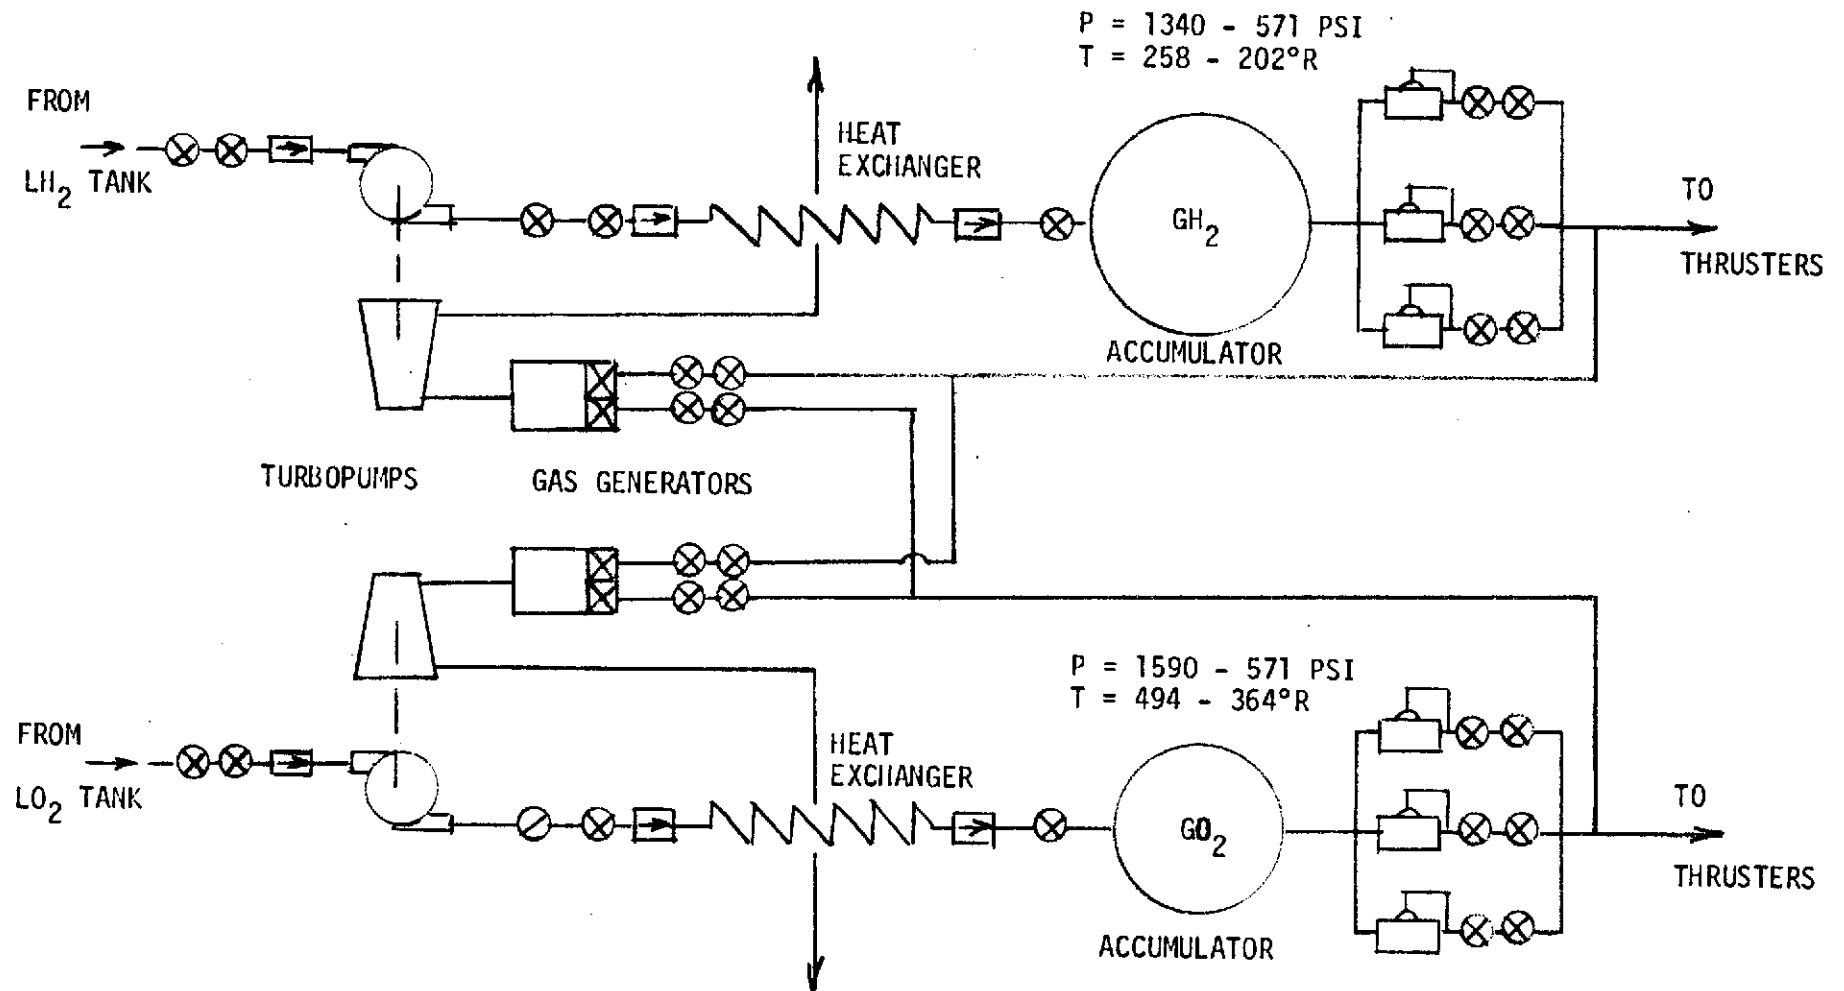 P = 1340 - 571 PSI
T = 258 - 202°R
FROM
LH2 TANK
HEAT
EXCHANGER
GH2
TO
THRUSTERS
ACCUMULATOR
TURBOPUMPS
GAS GENERATORS
P = 1590 - 571 PSI
T = 494 - 364°R
FROM
LO2 TANK
HEAT
EXCHANGER
GO2
TO
THRUSTERS
ACCUMULATOR